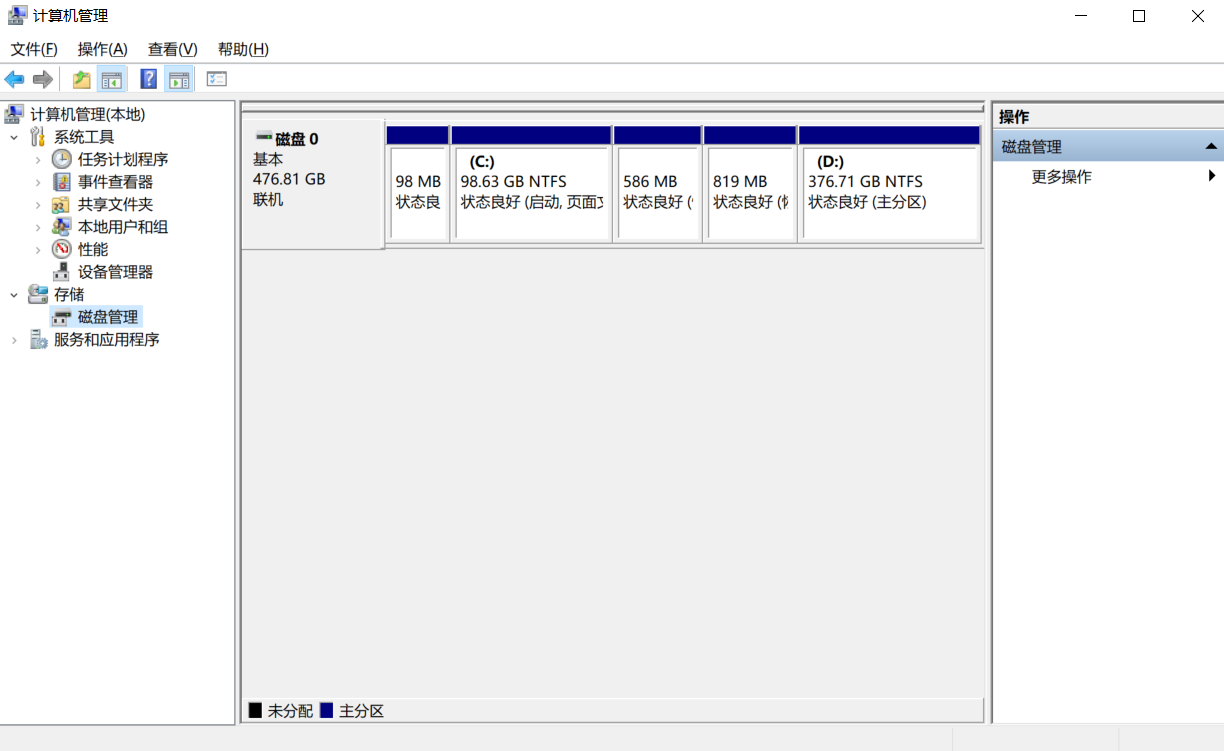 计算机管理
文件(F) 操作(A) 查看(V) 帮助(H)
计算机管理(本地)
系统工具
任务计划程序
事件查看器
共享文件夹
本地用户和组
性能
设备管理器
存储
磁盘管理
服务和应用程序
磁盘 0
基本
476.81 GB
联机
98 MB
状态良
(C:)
98.63 GB NTFS
状态良好 (启动, 页面
586 MB
状态良好 (
819 MB
状态良好 (
(D:)
376.71 GB NTFS
状态良好 (主分区)
未分配 主分区
操作
磁盘管理
更多操作